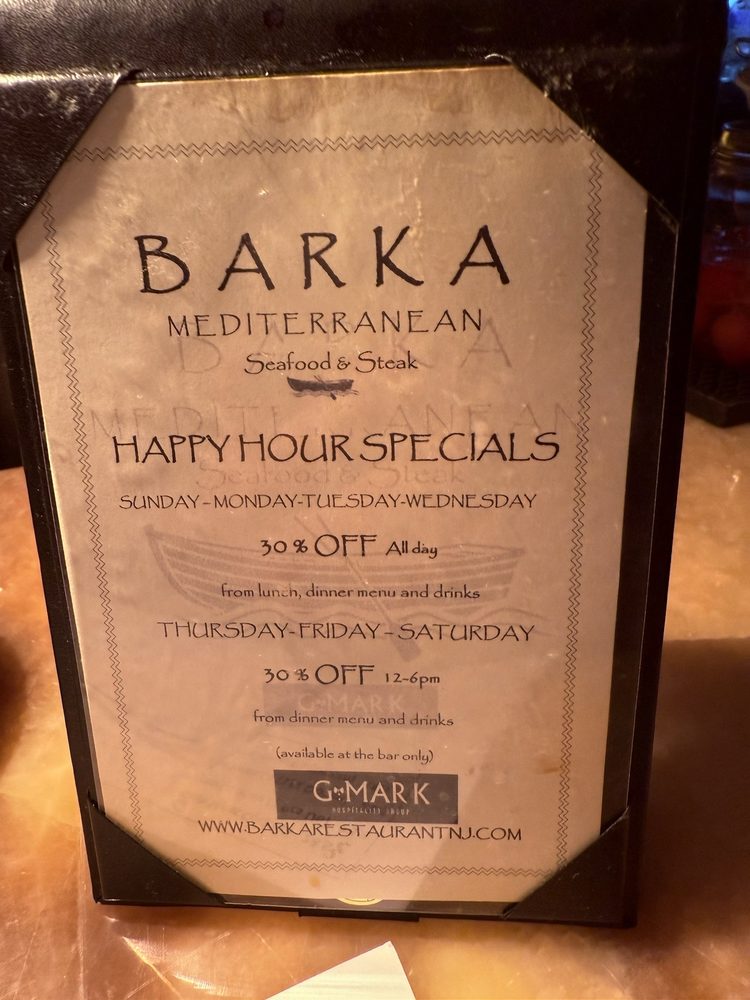 BARKA
MEDITERRANEAN
Seafood & Steak
HAPPY HOUR SPECIALS
SUNDAY-MONDAY-TUESDAY-WEDNESDAY
30% OFF All day
from lunch, dinner menu and drinks
THURSDAY-FRIDAY-SATURDAY
30% OFF 12-6pm
from dinner menu and drinks
(available at the bar only)
G MARK
HOSPITALITY GROUP
WWW.BARKARESTAURANTNJ.COM